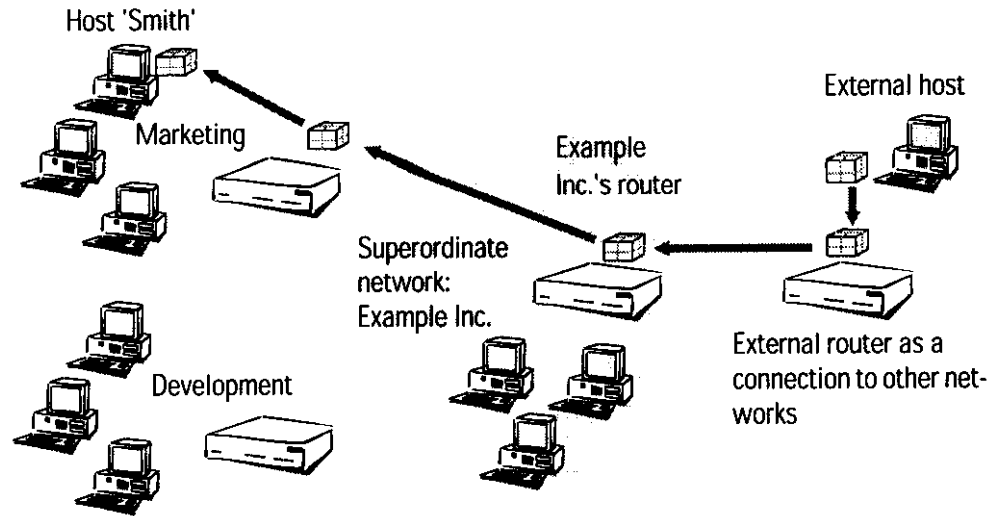 Host 'Smith'
External host
Marketing
Example
Inc.'s router
Superordinate
network:
Example Inc.
External router as a
connection to other net-
works
Development